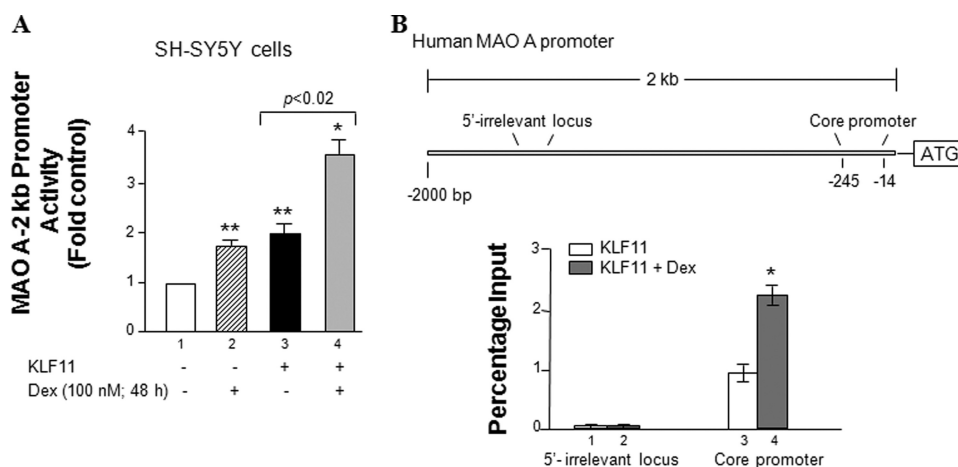 A
SH-SY5Y cells
MAO A-2 kb Promoter
Activity
(Fold control)
p<0.02
4
3
2
1
0
*
**
**
1 2 3 4
KLF11 - - + +
Dex (100 nM; 48 h) - + - +
B
Human MAO A promoter
2 kb
5'-irrelevant locus
Core promoter
ATG
-2000 bp
-245
-14
Percentage Input
3
2
1
0
KLF11
KLF11 + Dex
*
1 2 3 4
5'- irrelevant locus Core promoter